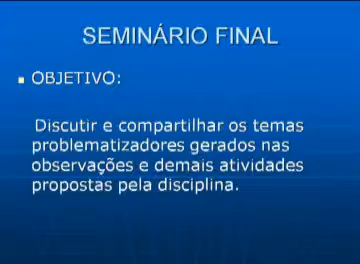 SEMINÁRIO FINAL
OBJETIVO:
Discutir e compartilhar os temas
problematizadores gerados nas
observações e demais atividades
propostas pela disciplina.